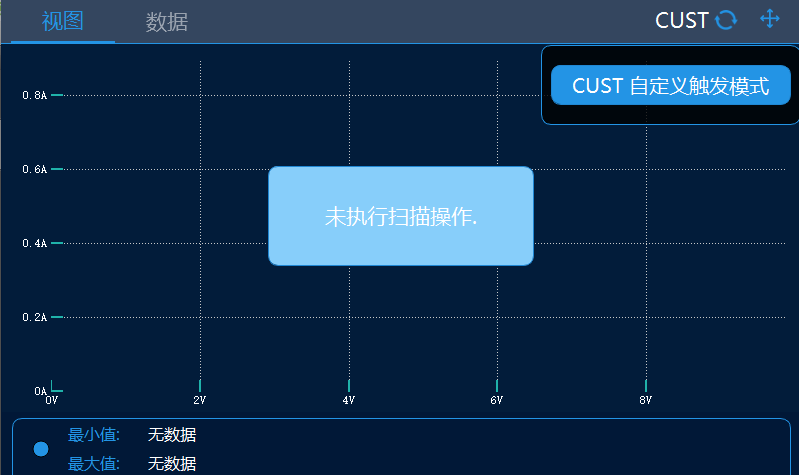 视图 数据 CUST
CUST 自定义触发模式
0.8A
0.6A
未执行扫描操作.
0.4A
0.2A
0A
0V 2V 4V 6V 8V
最小值: 无数据
最大值: 无数据